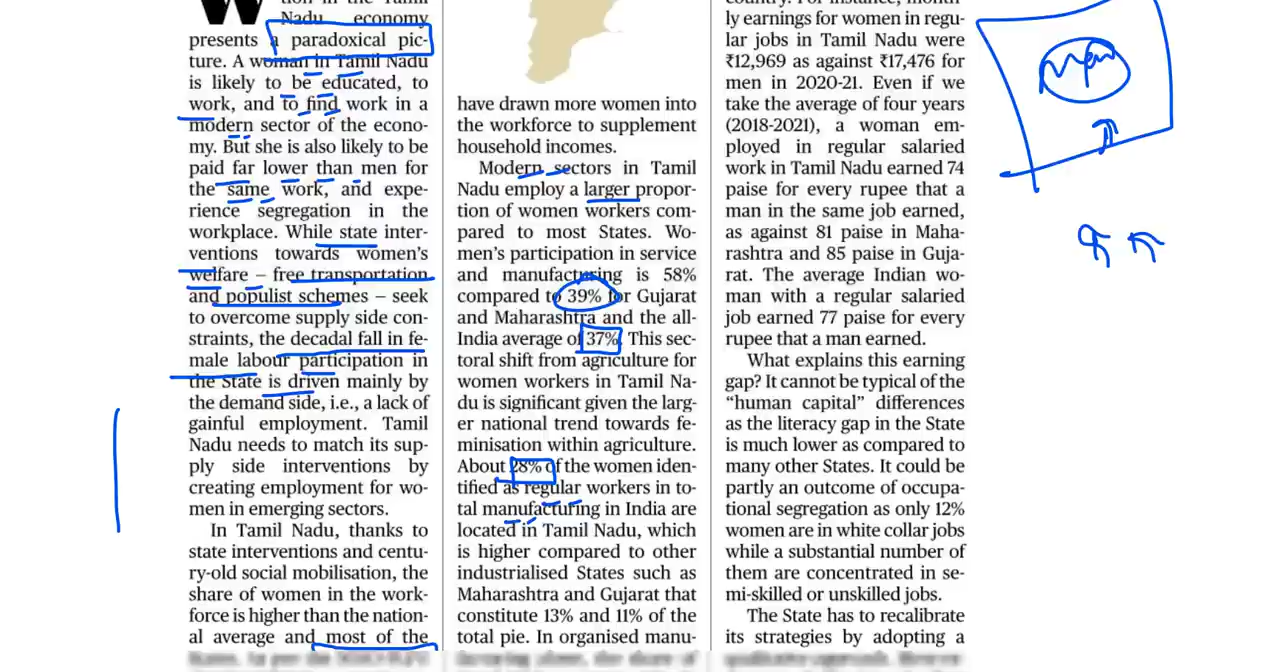 W
tion in the Tamil
Nadu economy
presents a paradoxical pic-
ture. A woman in Tamil Nadu
is likely to be educated, to
work, and to find work in a
modern sector of the econo-
my. But she is also likely to be
paid far lower than men for
the same work, and expe-
rience segregation in the
workplace. While state inter-
ventions towards women's
welfare – free transportation
and populist schemes – seek
to overcome supply side con-
straints, the decadal fall in fe-
male labour participation in
the State is driven mainly by
the demand side, i.e., a lack of
gainful employment. Tamil
Nadu needs to match its sup-
ply side interventions by
creating employment for wo-
men in emerging sectors.
In Tamil Nadu, thanks to
state interventions and centu-
ry-old social mobilisation, the
share of women in the work-
force is higher than the nation-
al average and most of the
have drawn more women into
the workforce to supplement
household incomes.
Modern sectors in Tamil
Nadu employ a larger propor-
tion of women workers com-
pared to most States. Wo-
men's participation in service
and manufacturing is 58%
compared to 39% for Gujarat
and Maharashtra and the all-
India average of 37%. This sec-
toral shift from agriculture for
women workers in Tamil Na-
du is significant given the larg-
er national trend towards fe-
minisation within agriculture.
About 28% of the women iden-
tified as regular workers in to-
tal manufacturing in India are
located in Tamil Nadu, which
is higher compared to other
industrialised States such as
Maharashtra and Gujarat that
constitute 13% and 11% of the
total pie. In organised manu-
country. For instance, month-
ly earnings for women in regu-
lar jobs in Tamil Nadu were
₹12,969 as against ₹17,476 for
men in 2020-21. Even if we
take the average of four years
(2018-2021), a woman em-
ployed in regular salaried
work in Tamil Nadu earned 74
paise for every rupee that a
man in the same job earned,
as against 81 paise in Maha-
rashtra and 85 paise in Guja-
rat. The average Indian wo-
man with a regular salaried
job earned 77 paise for every
rupee that a man earned.
What explains this earning
gap? It cannot be typical of the
“human capital” differences
as the literacy gap in the State
is much lower as compared to
many other States. It could be
partly an outcome of occupa-
tional segregation as only 12%
women are in white collar jobs
while a substantial number of
them are concentrated in se-
mi-skilled or unskilled jobs.
The State has to recalibrate
its strategies by adopting a